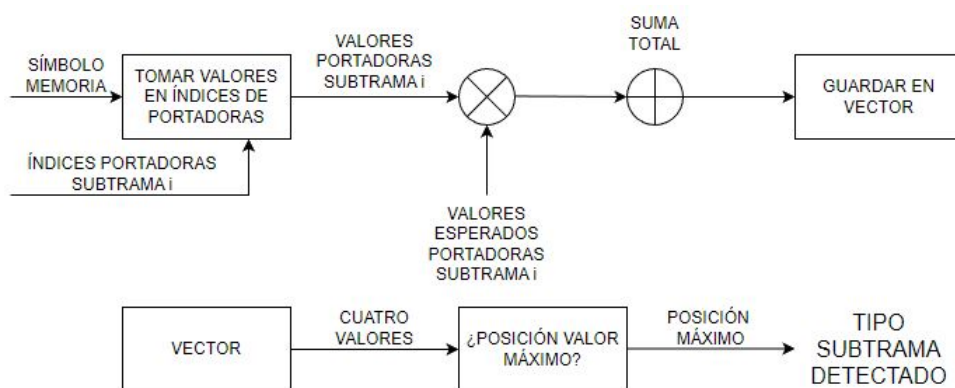 SÍMBOLO
MEMORIA
TOMAR VALORES
EN ÍNDICES DE
PORTADORAS
VALORES
PORTADORAS
SUBTRAMA i
SUMA
TOTAL
GUARDAR EN
VECTOR
ÍNDICES PORTADORAS
SUBTRAMA i
VALORES
ESPERADOS
PORTADORAS
SUBTRAMA i
VECTOR
CUATRO
VALORES
¿POSICIÓN VALOR
MÁXIMO?
POSICIÓN
MÁXIMO
TIPO
SUBTRAMA
DETECTADO